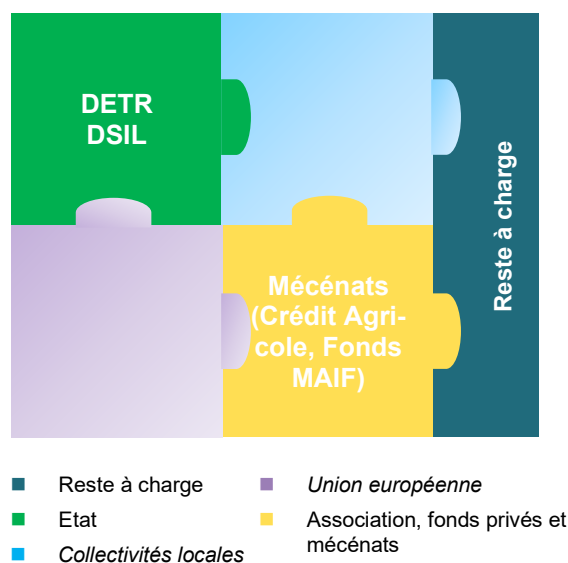 DETR
DSIL
Reste à charge
Mécénats
(Crédit Agri-
cole, Fonds
MAIF)
Reste à charge
Etat
Collectivités locales
Union européenne
Association, fonds privés et
mécénats